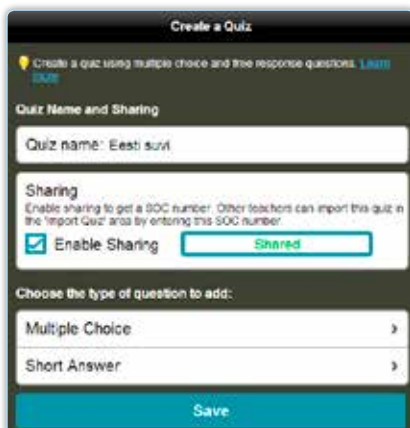 Create a Quiz
Create a quiz using multiple choice and free response questions. Learn
more
Quiz Name and Sharing
Quiz name: Eesti suvi
Sharing
Enable sharing to get a SOC number. Other teachers can import this quiz in
the 'Import Quiz' area by entering this SOC number.
Enable Sharing
Shared
Choose the type of question to add:
Multiple Choice
Short Answer
Save